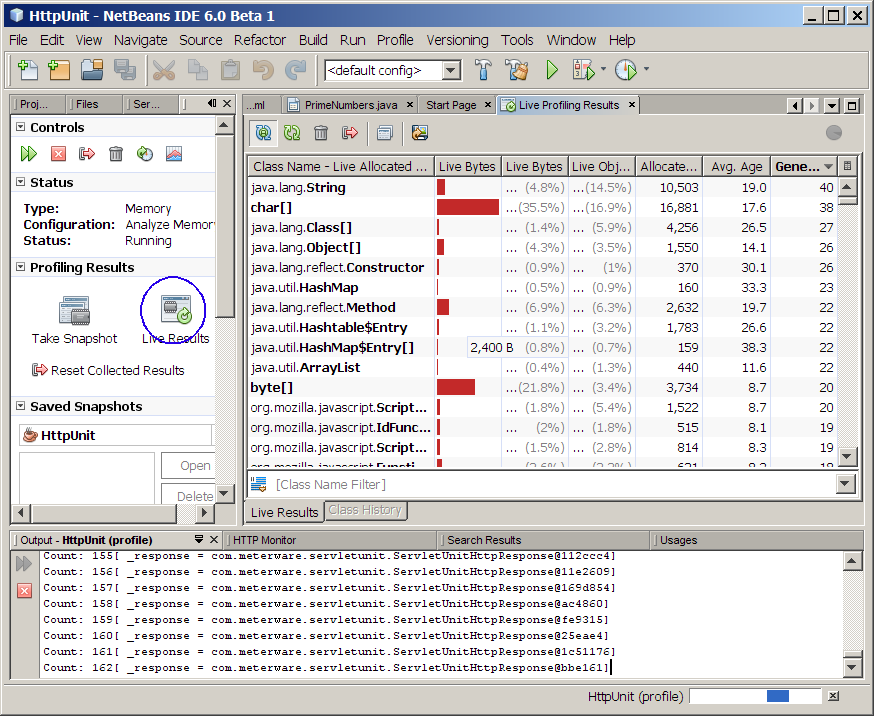 HttpUnit - NetBeans IDE 6.0 Beta 1
File Edit View Navigate Source Refactor Build Run Profile Versioning Tools Window Help
<default config>
Proj... Files Ser...
Controls
Status
Type: Memory
Configuration: Analyze Memor
Status: Running
Profiling Results
Take Snapshot Live Results
Reset Collected Results
Saved Snapshots
HttpUnit
Open
Delete
...ml PrimeNumbers.java Start Page Live Profiling Results
Class Name - Live Allocated ... Live Bytes Live Bytes Live Obj... Allocate... Avg. Age Gene...
java.lang.String ... (4.8%) ...(14.5%) 10,503 19.0 40
char[] ...(35.5%) ...(16.9%) 16,881 17.6 38
java.lang.Class[] ... (1.4%) ... (5.9%) 4,256 26.5 27
java.lang.Object[] ... (4.3%) ... (3.5%) 1,550 14.1 26
java.lang.reflect.Constructor ... (0.9%) ... (1%) 370 30.1 26
java.util.HashMap ... (0.5%) ... (0.9%) 160 33.3 23
java.lang.reflect.Method ... (6.9%) ... (6.3%) 2,632 19.7 22
java.util.Hashtable$Entry ... (1.1%) ... (3.2%) 1,783 26.6 22
java.util.HashMap$Entry[] 2,400 B (0.8%) ... (0.7%) 159 38.3 22
java.util.ArrayList ... (0.4%) ... (1.3%) 440 11.6 22
byte[] ...(21.8%) ... (3.4%) 3,734 8.7 20
org.mozilla.javascript.Script... ... (1.8%) ... (5.4%) 1,522 8.7 20
org.mozilla.javascript.IdFunc... ... (2%) ... (1.8%) 515 8.1 19
org.mozilla.javascript.Script... ... (1.5%) ... (2.8%) 814 8.3 19
org.mozilla.javascript.Functi...
[Class Name Filter]
Live Results Class History
Output - HttpUnit (profile) HTTP Monitor Search Results Usages
Count: 155[ _response = com.meterware.servletunit.ServletUnitHttpResponse@112ccc4]
Count: 156[ _response = com.meterware.servletunit.ServletUnitHttpResponse@11e2609]
Count: 157[ _response = com.meterware.servletunit.ServletUnitHttpResponse@169d854]
Count: 158[ _response = com.meterware.servletunit.ServletUnitHttpResponse@ac4860]
Count: 159[ _response = com.meterware.servletunit.ServletUnitHttpResponse@fe9315]
Count: 160[ _response = com.meterware.servletunit.ServletUnitHttpResponse@25eae4]
Count: 161[ _response = com.meterware.servletunit.ServletUnitHttpResponse@1c51176]
Count: 162[ _response = com.meterware.servletunit.ServletUnitHttpResponse@bbe161]
HttpUnit (profile)